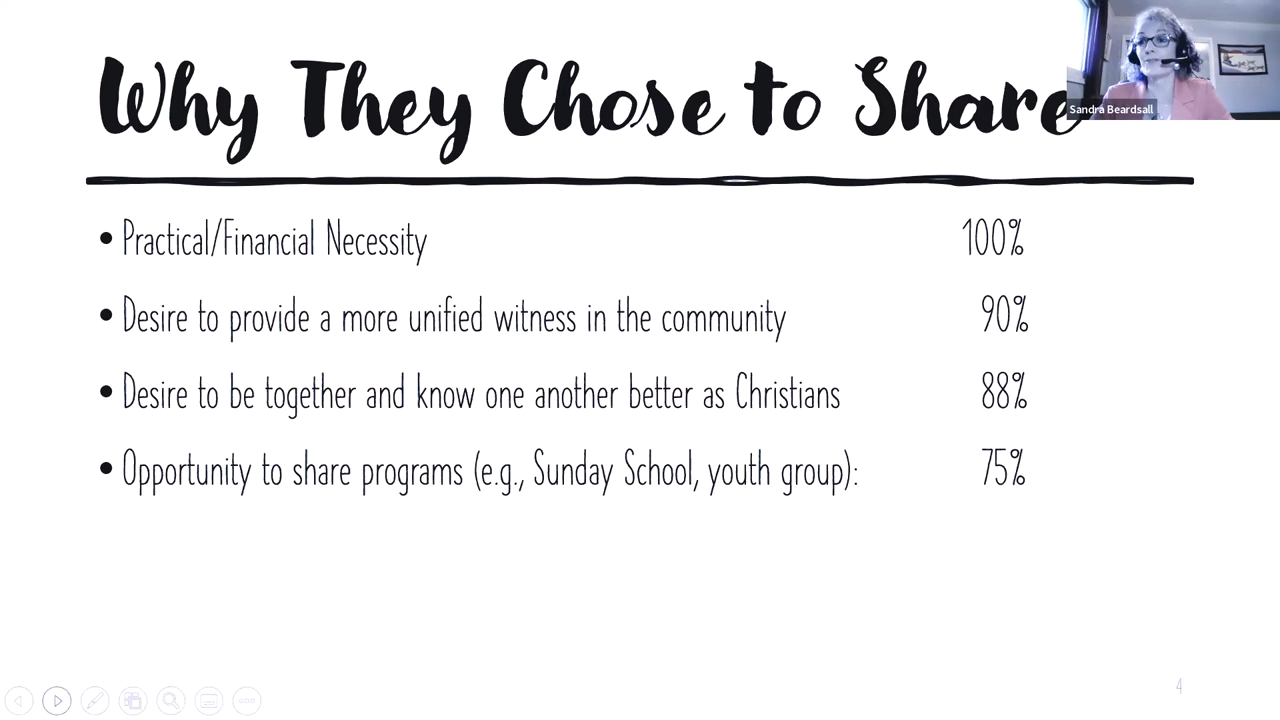 Why They Chose to Share
Sandra Beardsall
• Practical/Financial Necessity 100%
• Desire to provide a more unified witness in the community 90%
• Desire to be together and know one another better as Christians 88%
• Opportunity to share programs (e.g., Sunday School, youth group): 75%
4